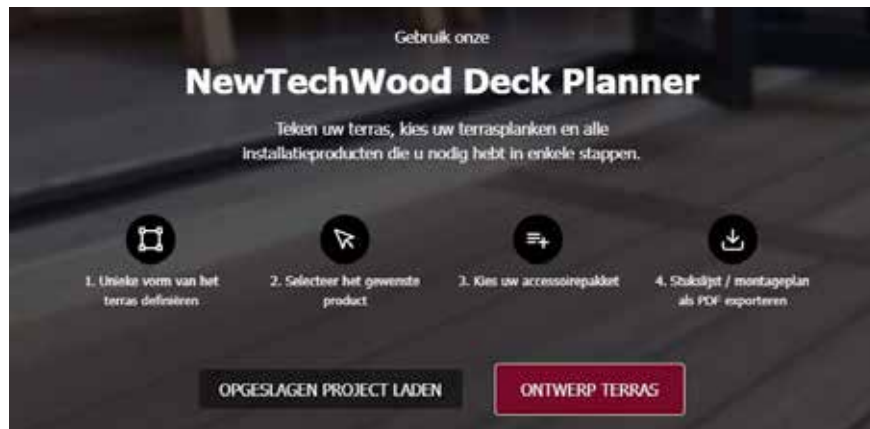 Gebruik onze
NewTechWood Deck Planner
Teken uw terras, kies uw terrasplanken en alle
installatieproducten die u nodig hebt in enkele stappen.
1. Unieke vorm van het
terras definiëren
2. Selecteer het gewenste
product
3. Kies uw accessoirepakket
4. Stukslijst / montageplan
als PDF exporteren
OPGESLAGEN PROJECT LADEN
ONTWERP TERRAS